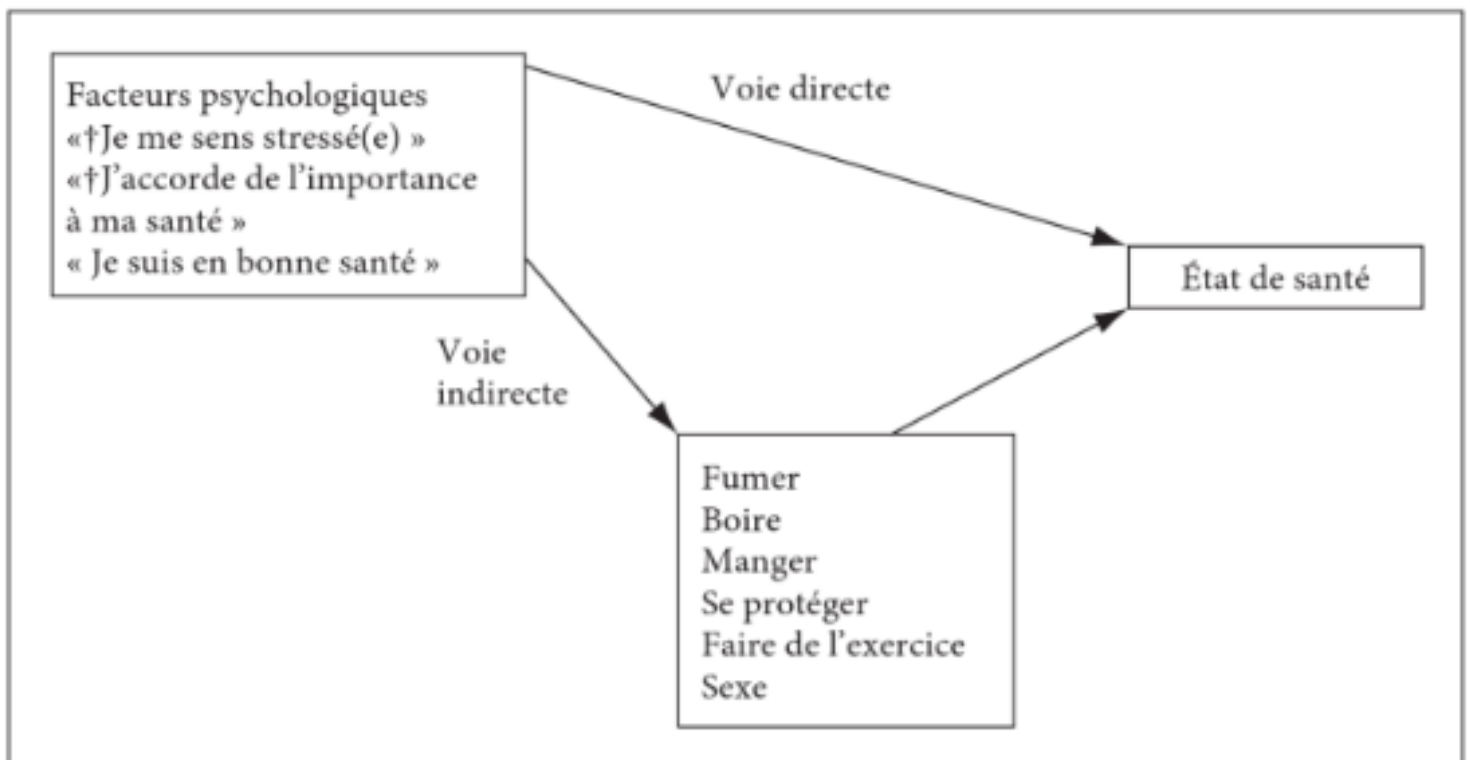 Facteurs psychologiques
«†Je me sens stressé(e) »
«†J'accorde de l'importance
à ma santé »
« Je suis en bonne santé »
Voie directe
État de santé
Voie
indirecte
Fumer
Boire
Manger
Se protéger
Faire de l'exercice
Sexe